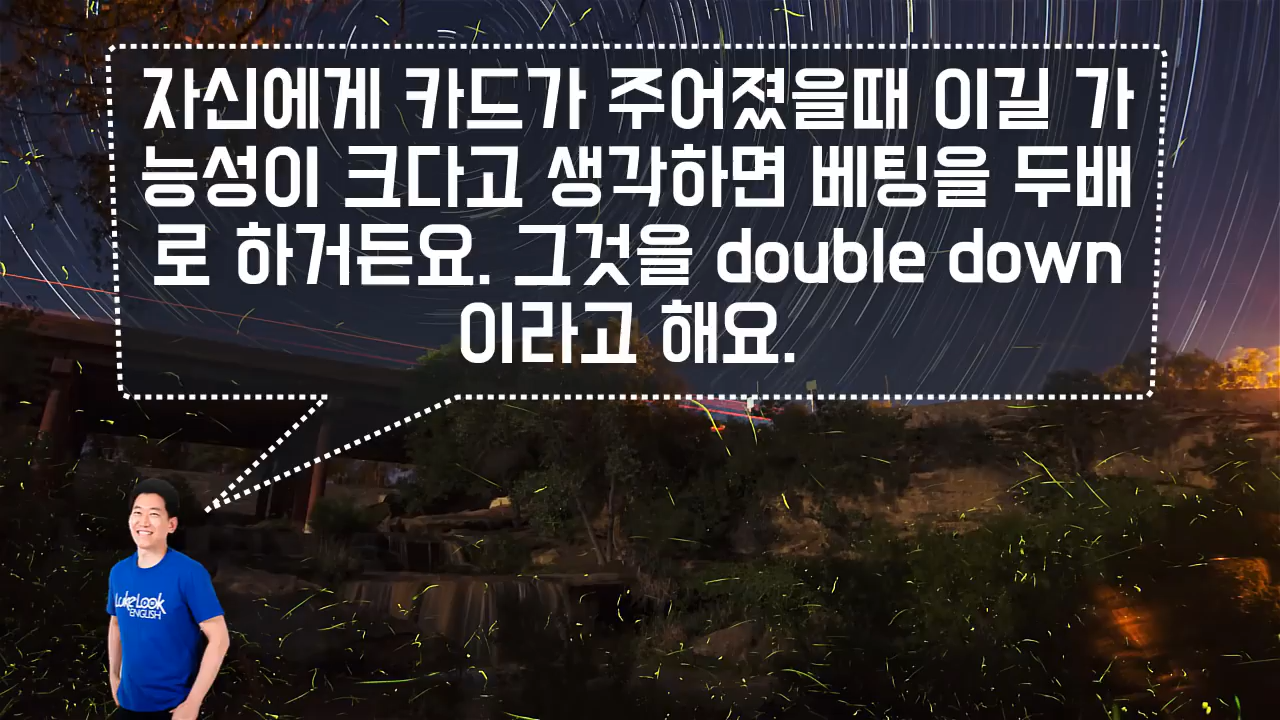 자신에게 카드가 주어졌을때 이길 가
능성이 크다고 생각하면 베팅을 두배
로 하거든요. 그것을 double down
이라고 해요.
LukeLook
ENGLISH